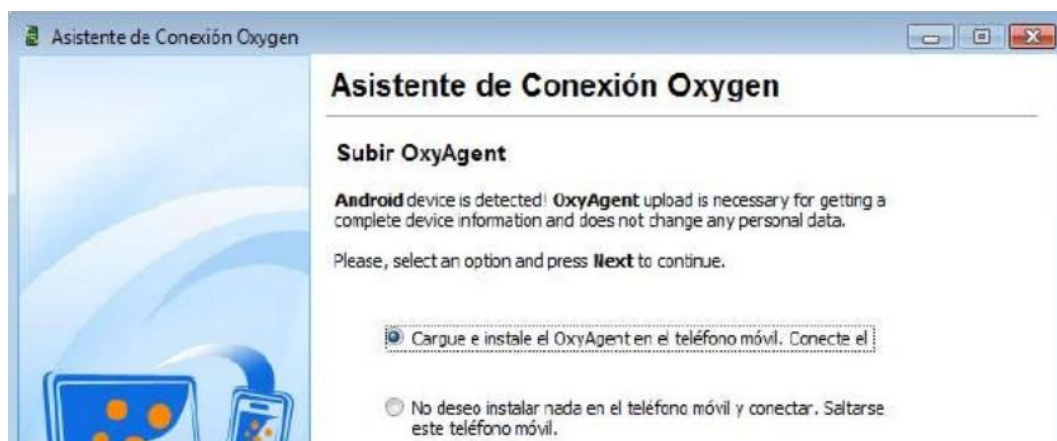 Asistente de Conexión Oxygen
Asistente de Conexión Oxygen
Subir OxyAgent
Android device is detected! OxyAgent upload is necessary for getting a
complete device information and does not change any personal data.
Please, select an option and press Next to continue.
Cargue e instale el OxyAgent en el teléfono móvil. Conecte el
No deseo instalar nada en el teléfono móvil y conectar. Saltarse
este teléfono móvil.